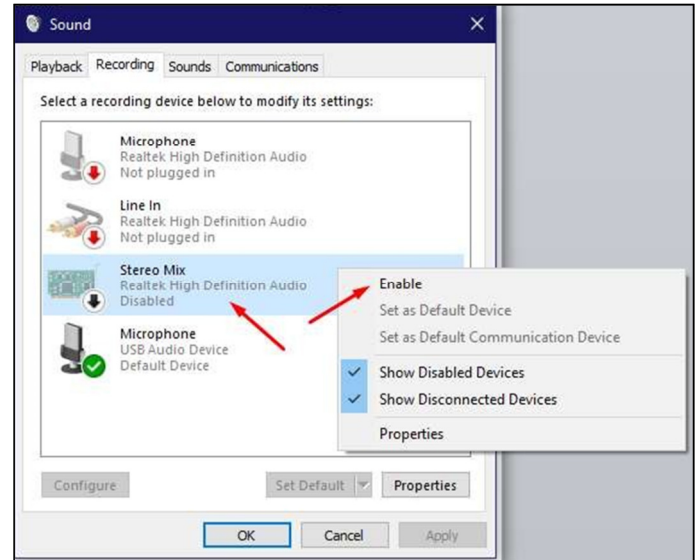 Sound
Playback Recording Sounds Communications
Select a recording device below to modify its settings:
Microphone
Realtek High Definition Audio
Not plugged in
Line In
Realtek High Definition Audio
Not plugged in
Stereo Mix
Realtek High Definition Audio
Disabled
Microphone
USB Audio Device
Default Device
Enable
Set as Default Device
Set as Default Communication Device
Show Disabled Devices
Show Disconnected Devices
Properties
Configure Set Default Properties
OK Cancel Apply